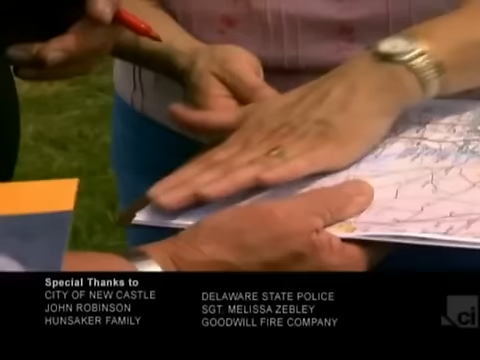 Special Thanks to
CITY OF NEW CASTLE
JOHN ROBINSON
HUNSAKER FAMILY
DELAWARE STATE POLICE
SGT. MELISSA ZEBLEY
GOODWILL FIRE COMPANY
ci